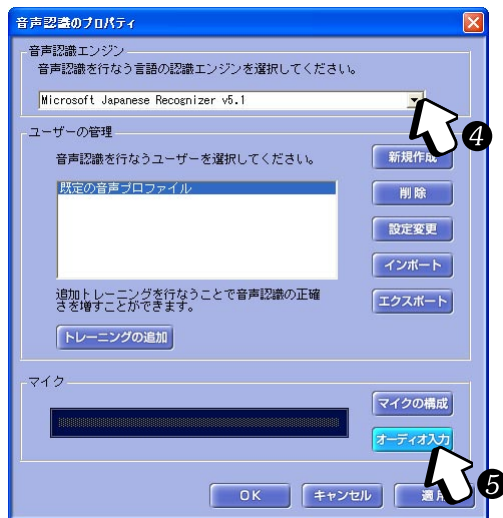 音声認識のプロパティ
音声認識エンジン
音声認識を行なう言語の認識エンジンを選択してください。
Microsoft Japanese Recognizer v5.1
4
ユーザーの管理
音声認識を行なうユーザーを選択してください。
新規作成
既定の音声プロファイル
削除
設定変更
インポート
追加トレーニングを行なうことで音声認識の正確
さを増すことができます。
エクスポート
トレーニングの追加
マイク
マイクの構成
オーディオ入力
5
OK
キャンセル
適用